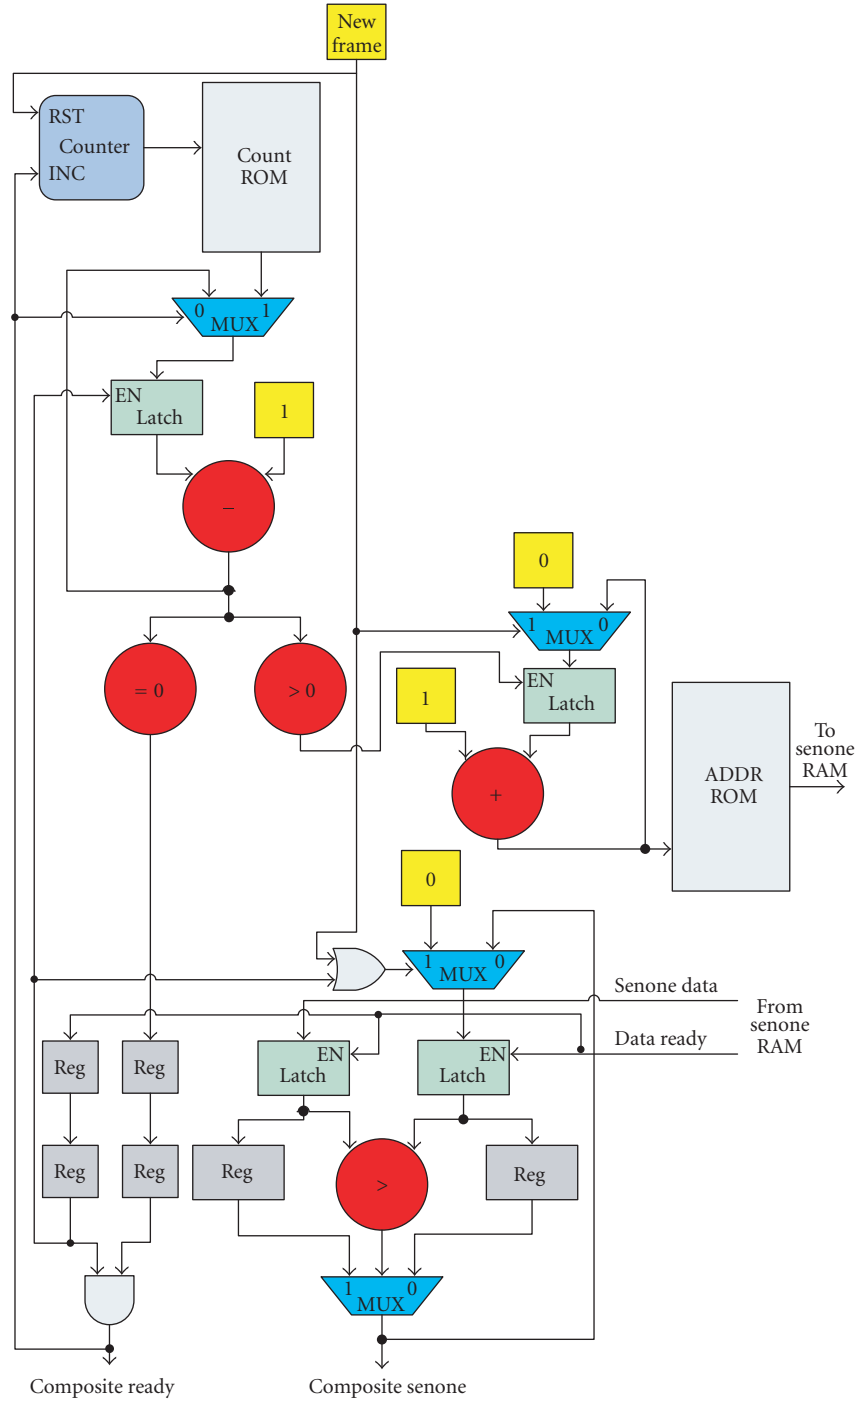 New
frame
RST
Counter
INC
Count
ROM
0 1
MUX
EN
Latch
1
−
0
1 0
MUX
= 0
> 0
EN
Latch
1
+
ADDR
ROM
To
senone
RAM
0
1 0
MUX
Senone data
From
senone
RAM
Data ready
Reg
Reg
EN
Latch
EN
Latch
Reg
Reg
Reg
>
Reg
1 0
MUX
Composite ready
Composite senone